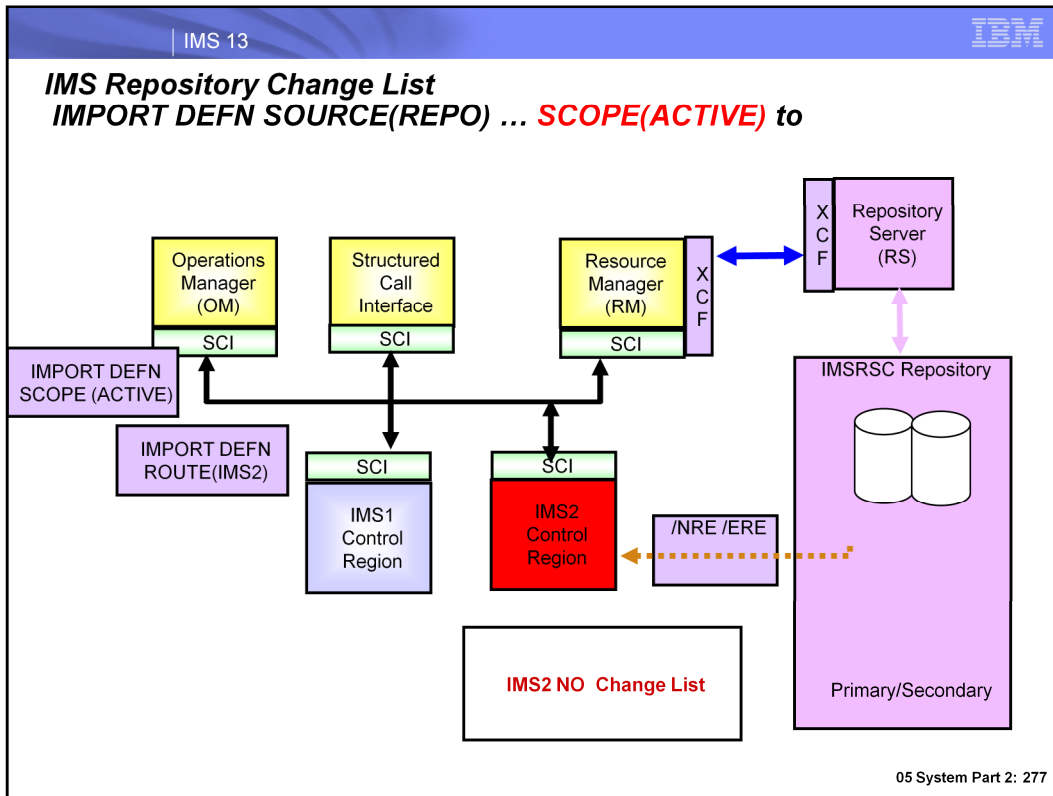 IMS 13
IBM
IMS Repository Change List
IMPORT DEFN SOURCE(REPO) … SCOPE(ACTIVE) to
Operations
Manager
(OM)
SCI
Structured
Call
Interface
SCI
Resource
Manager
(RM)
SCI
X
C
F
X
C
F
Repository
Server
(RS)
IMPORT DEFN
SCOPE (ACTIVE)
IMPORT DEFN
ROUTE(IMS2)
SCI
IMS1
Control
Region
SCI
IMS2
Control
Region
/NRE /ERE
IMSRSC Repository
Primary/Secondary
IMS2 NO Change List
05 System Part 2: 277